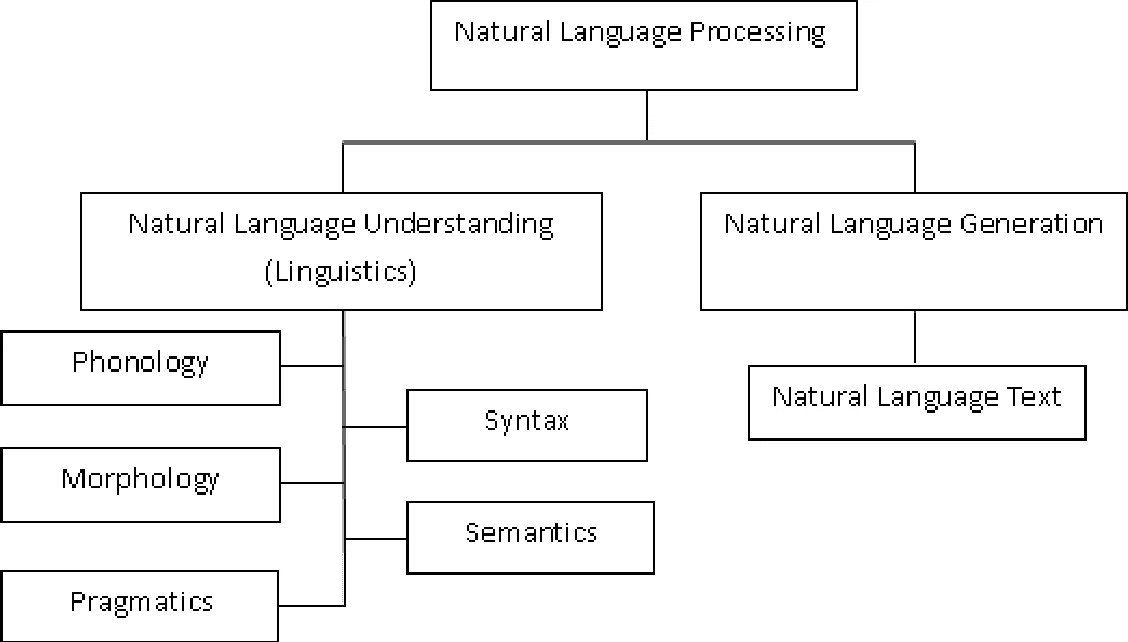 Natural Language Processing
Natural Language Understanding
(Linguistics)
Natural Language Generation
Phonology
Natural Language Text
Syntax
Morphology
Semantics
Pragmatics